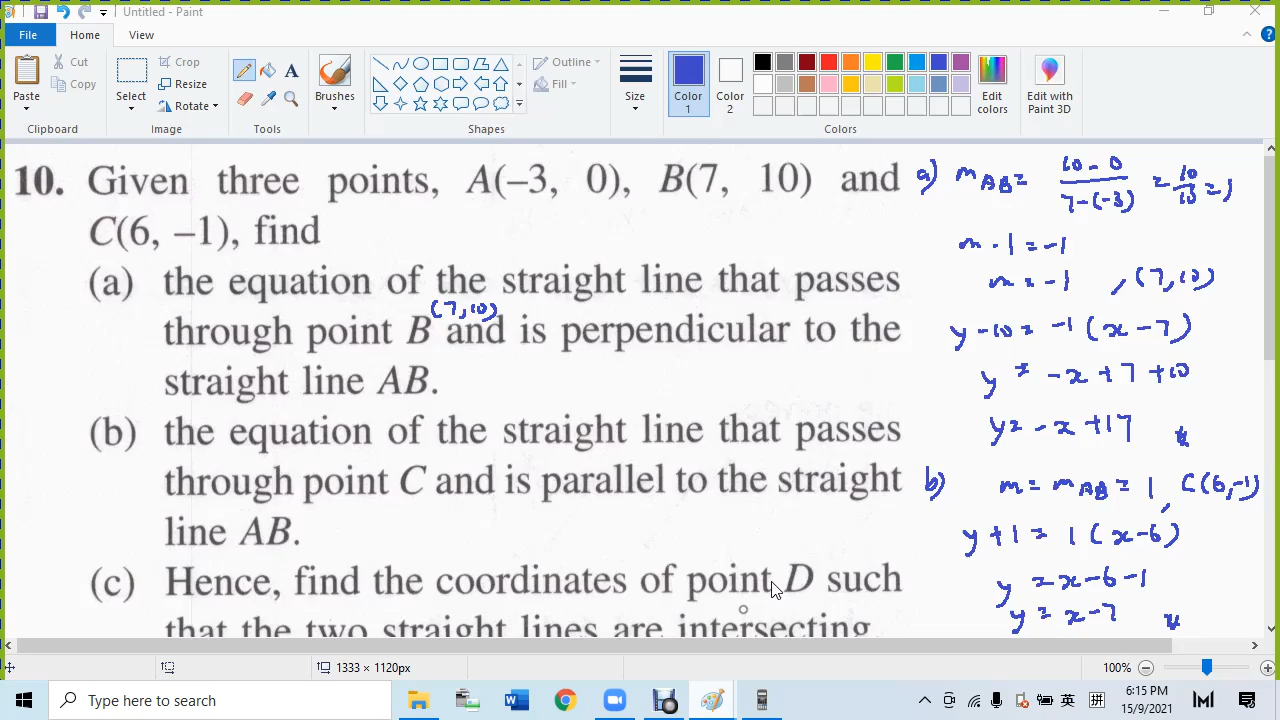 Untitled - Paint
File Home View
Paste Cut Copy Select Crop Resize Rotate Brushes Outline Fill Size Color 1 Color 2 Edit colors Edit with Paint 3D
Clipboard Image Tools Shapes Colors
10. Given three points, A(–3, 0), B(7, 10) and
C(6, –1), find
(a) the equation of the straight line that passes
(7,10)
through point B and is perpendicular to the
straight line AB.
(b) the equation of the straight line that passes
through point C and is parallel to the straight
line AB.
(c) Hence, find the coordinates of point D such
that the two straight lines are intersecting
a) m AB = 10-0 / 7-(-3) = 10/10 = 1
m · 1 = -1
m = -1 , (7,10)
y - 10 = -1 (x - 7)
y = -x + 7 + 10
y = -x + 17
b) m = m AB = 1, C(6,-1)
y + 1 = 1 (x - 6)
y = x - 6 - 1
y = x - 7
1333 × 1120px 100%
Type here to search
英 拼
6:15 PM
15/9/2021